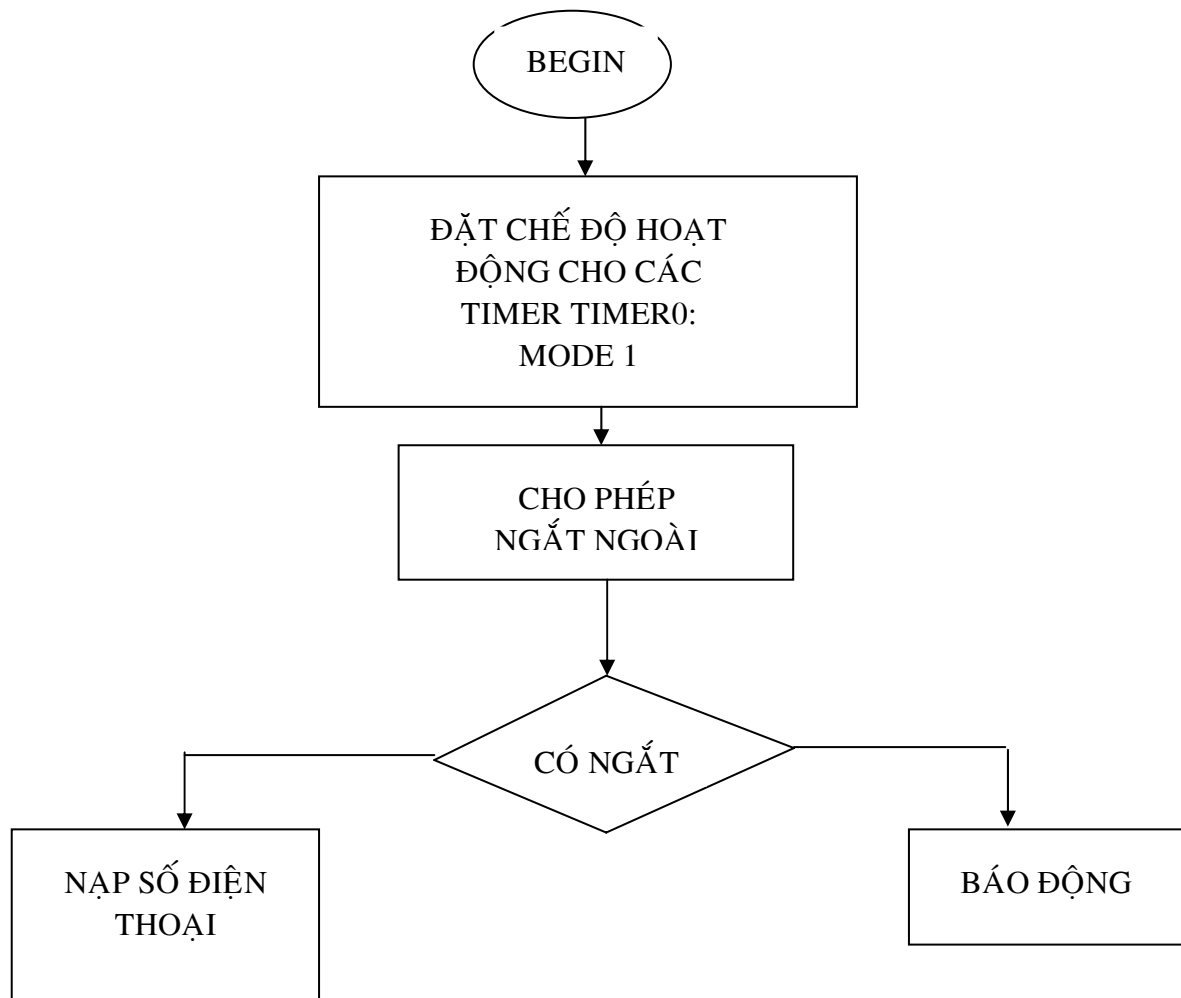 BEGIN
ĐẶT CHẾ ĐỘ HOẠT
ĐỘNG CHO CÁC
TIMER TIMER0:
MODE 1
CHO PHÉP
NGẮT NGOÀI
CÓ NGẮT
NẠP SỐ ĐIỆN
THOẠI
BÁO ĐỘNG